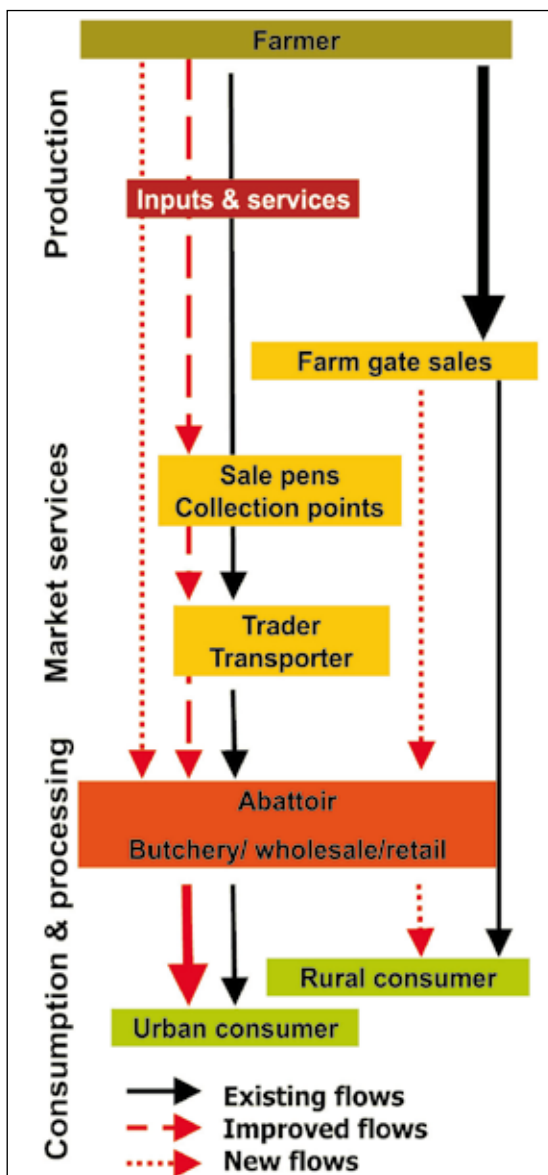 Farmer
Production
Inputs & services
Farm gate sales
Market services
Sale pens
Collection points
Trader
Transporter
Consumption & processing
Abattoir
Butchery/ wholesale/retail
Rural consumer
Urban consumer
Existing flows
Improved flows
New flows